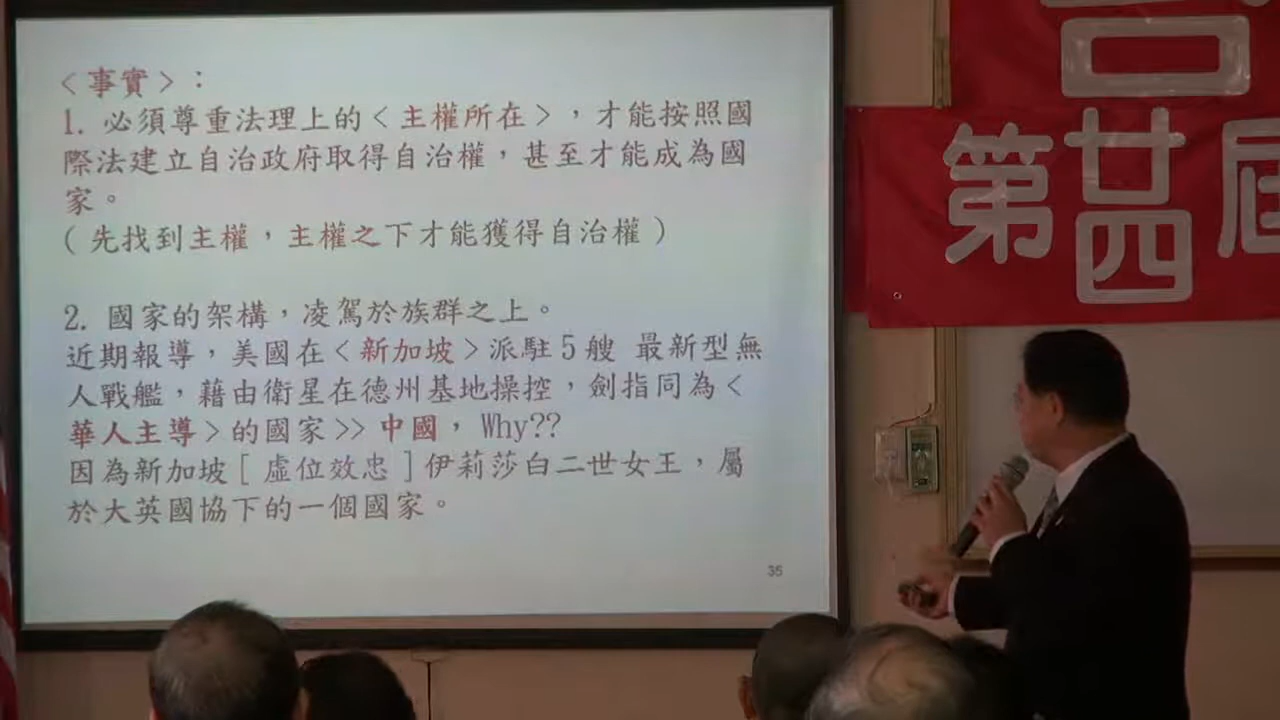 <事實>：
1. 必須尊重法理上的<主權所在>，才能按照國
際法建立自治政府取得自治權，甚至才能成為國
家。
(先找到主權，主權之下才能獲得自治權)
2. 國家的架構，凌駕於族群之上。
近期報導，美國在<新加坡>派駐5艘 最新型無
人戰艦，藉由衛星在德州基地操控，劍指同為<
華人主導>的國家>>中國，Why??
因為新加坡[虛位效忠]伊莉莎白二世女王，屬
於大英國協下的一個國家。
35
第廿四屆